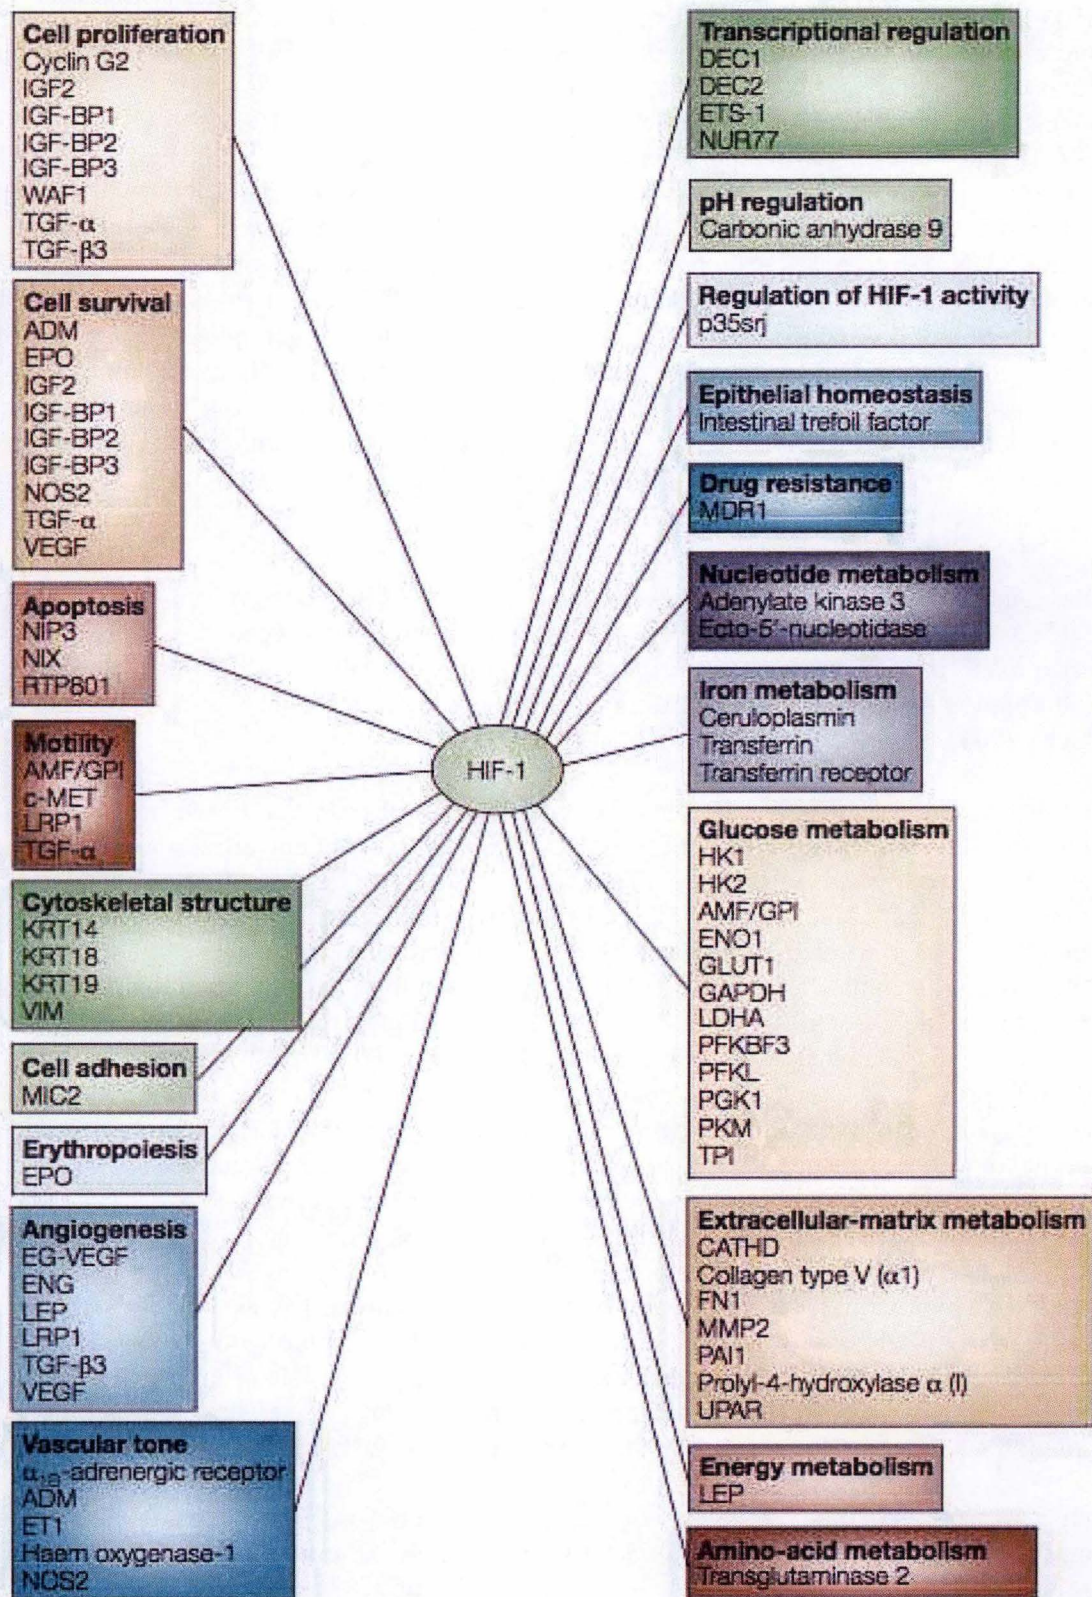 Cell proliferation
Cyclin G2
IGF2
IGF-BP1
IGF-BP2
IGF-BP3
WAF1
TGF-α
TGF-β3
Cell survival
ADM
EPO
IGF2
IGF-BP1
IGF-BP2
IGF-BP3
NOS2
TGF-α
VEGF
Apoptosis
NIP3
NIX
RTP801
Motility
AMF/GPI
c-MET
LRP1
TGF-α
Cytoskeletal structure
KRT14
KRT18
KRT19
VIM
Cell adhesion
MIC2
Erythropoiesis
EPO
Angiogenesis
EG-VEGF
ENG
LEP
LRP1
TGF-β3
VEGF
Vascular tone
α1B-adrenergic receptor
ADM
ET1
Haem oxygenase-1
NOS2
HIF-1
Transcriptional regulation
DEC1
DEC2
ETS-1
NUR77
pH regulation
Carbonic anhydrase 9
Regulation of HIF-1 activity
p35srj
Epithelial homeostasis
Intestinal trefoil factor
Drug resistance
MDR1
Nucleotide metabolism
Adenylate kinase 3
Ecto-5'-nucleotidase
Iron metabolism
Ceruloplasmin
Transferrin
Transferrin receptor
Glucose metabolism
HK1
HK2
AMF/GPI
ENO1
GLUT1
GAPDH
LDHA
PFKBF3
PFKL
PGK1
PKM
TPI
Extracellular-matrix metabolism
CATHD
Collagen type V (α1)
FN1
MMP2
PAI1
Prolyl-4-hydroxylase α (I)
UPAR
Energy metabolism
LEP
Amino-acid metabolism
Transglutaminase 2